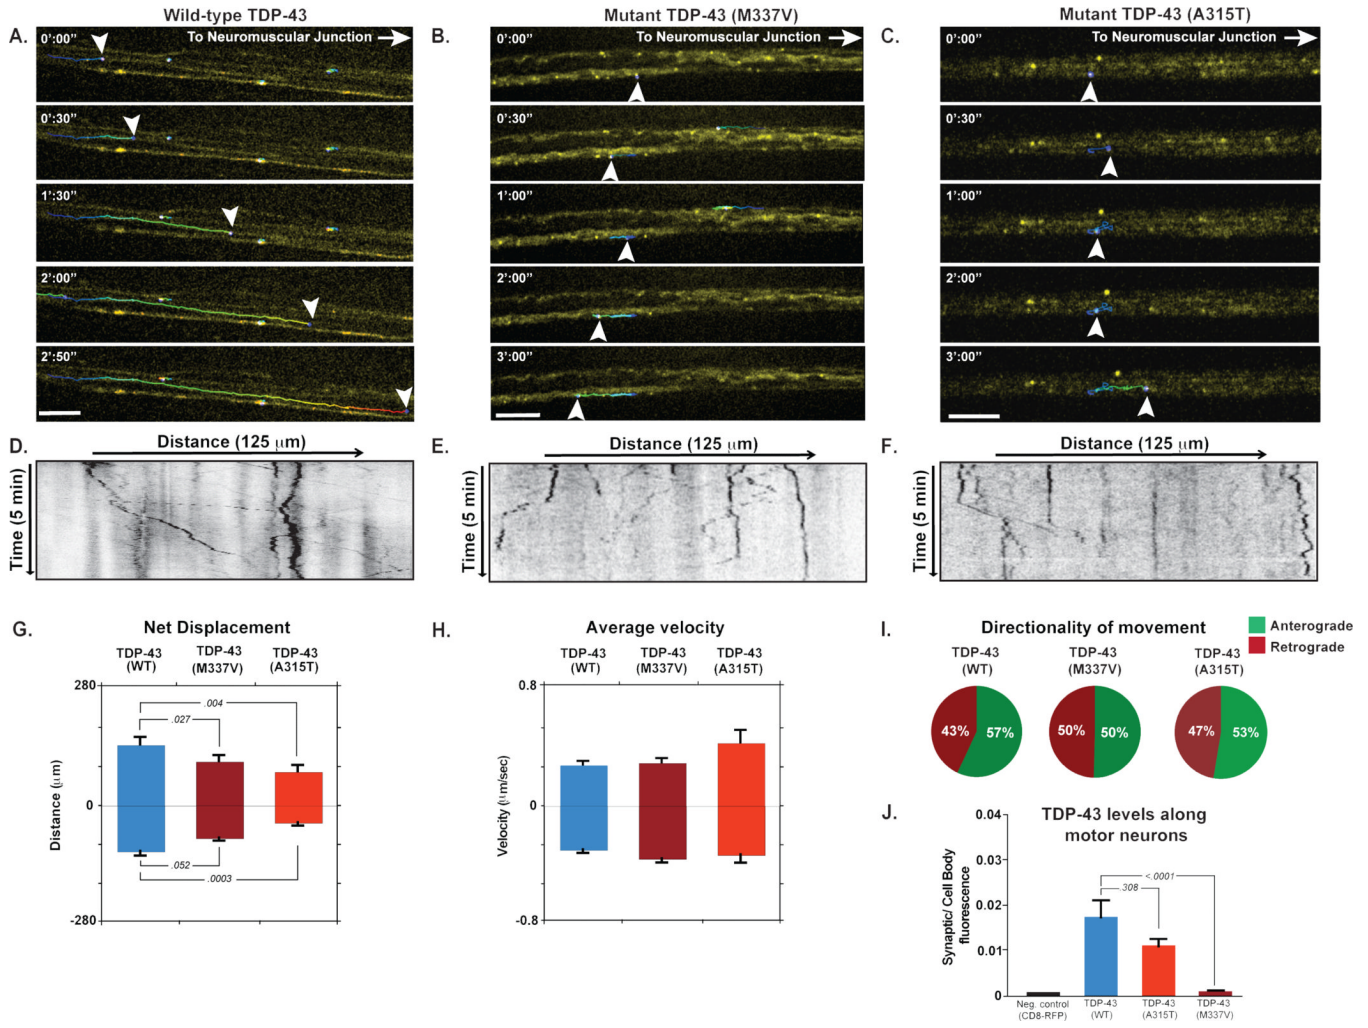 Wild-type TDP-43
Mutant TDP-43 (M337V)
Mutant TDP-43 (A315T)
A.
0':00”
To Neuromuscular Junction
0':30”
1':30”
2':00”
2':50”
B.
0':00”
To Neuromuscular Junction
0':30”
1':00”
2':00”
3':00”
C.
0':00”
To Neuromuscular Junction
0':30”
1':00”
2':00”
3':00”
D.
Distance (125 μm)
Time (5 min)
E.
Distance (125 μm)
Time (5 min)
F.
Distance (125 μm)
Time (5 min)
G.
Net Displacement
TDP-43 (WT)
TDP-43 (M337V)
TDP-43 (A315T)
280
0
-280
Distance (μm)
.004
.027
.052
.0003
H.
Average velocity
TDP-43 (WT)
TDP-43 (M337V)
TDP-43 (A315T)
0.8
0
-0.8
Velocity (μm/sec)
I.
Directionality of movement
Anterograde
Retrograde
TDP-43 (WT)
TDP-43 (M337V)
TDP-43 (A315T)
43%
57%
50%
50%
47%
53%
J.
TDP-43 levels along
motor neurons
0.04
0.03
0.02
0.01
0
Synaptic/ Cell Body
fluorescence
<.0001
.308
Neg. control
(CD8-RFP)
TDP-43
(WT)
TDP-43
(A315T)
TDP-43
(M337V)